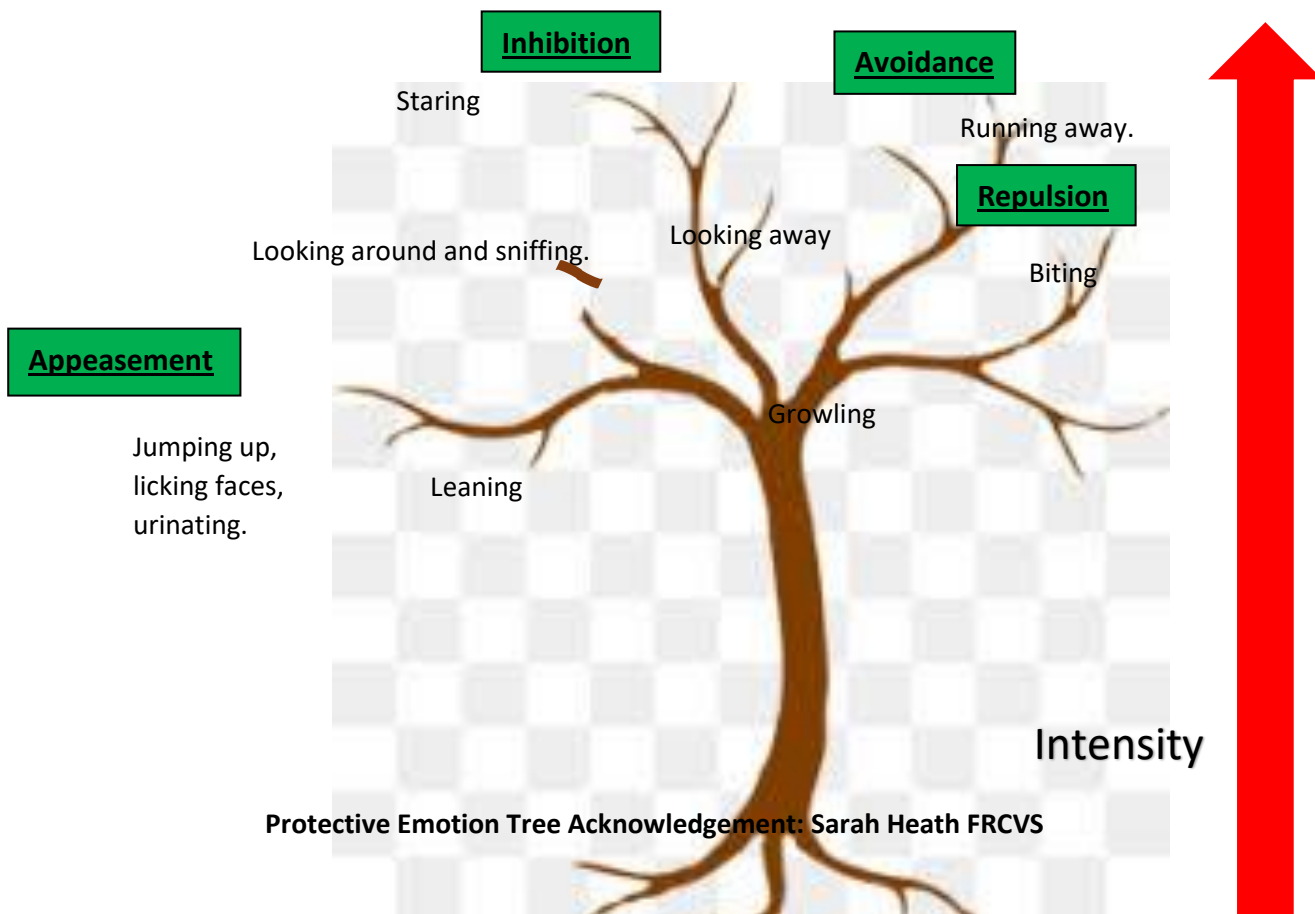 Inhibition
Avoidance
Staring
Running away.
Repulsion
Looking away
Looking around and sniffing.
Biting
Appeasement
Growling
Jumping up,
licking faces,
urinating.
Leaning
Intensity
Protective Emotion Tree Acknowledgement: Sarah Heath FRCVS